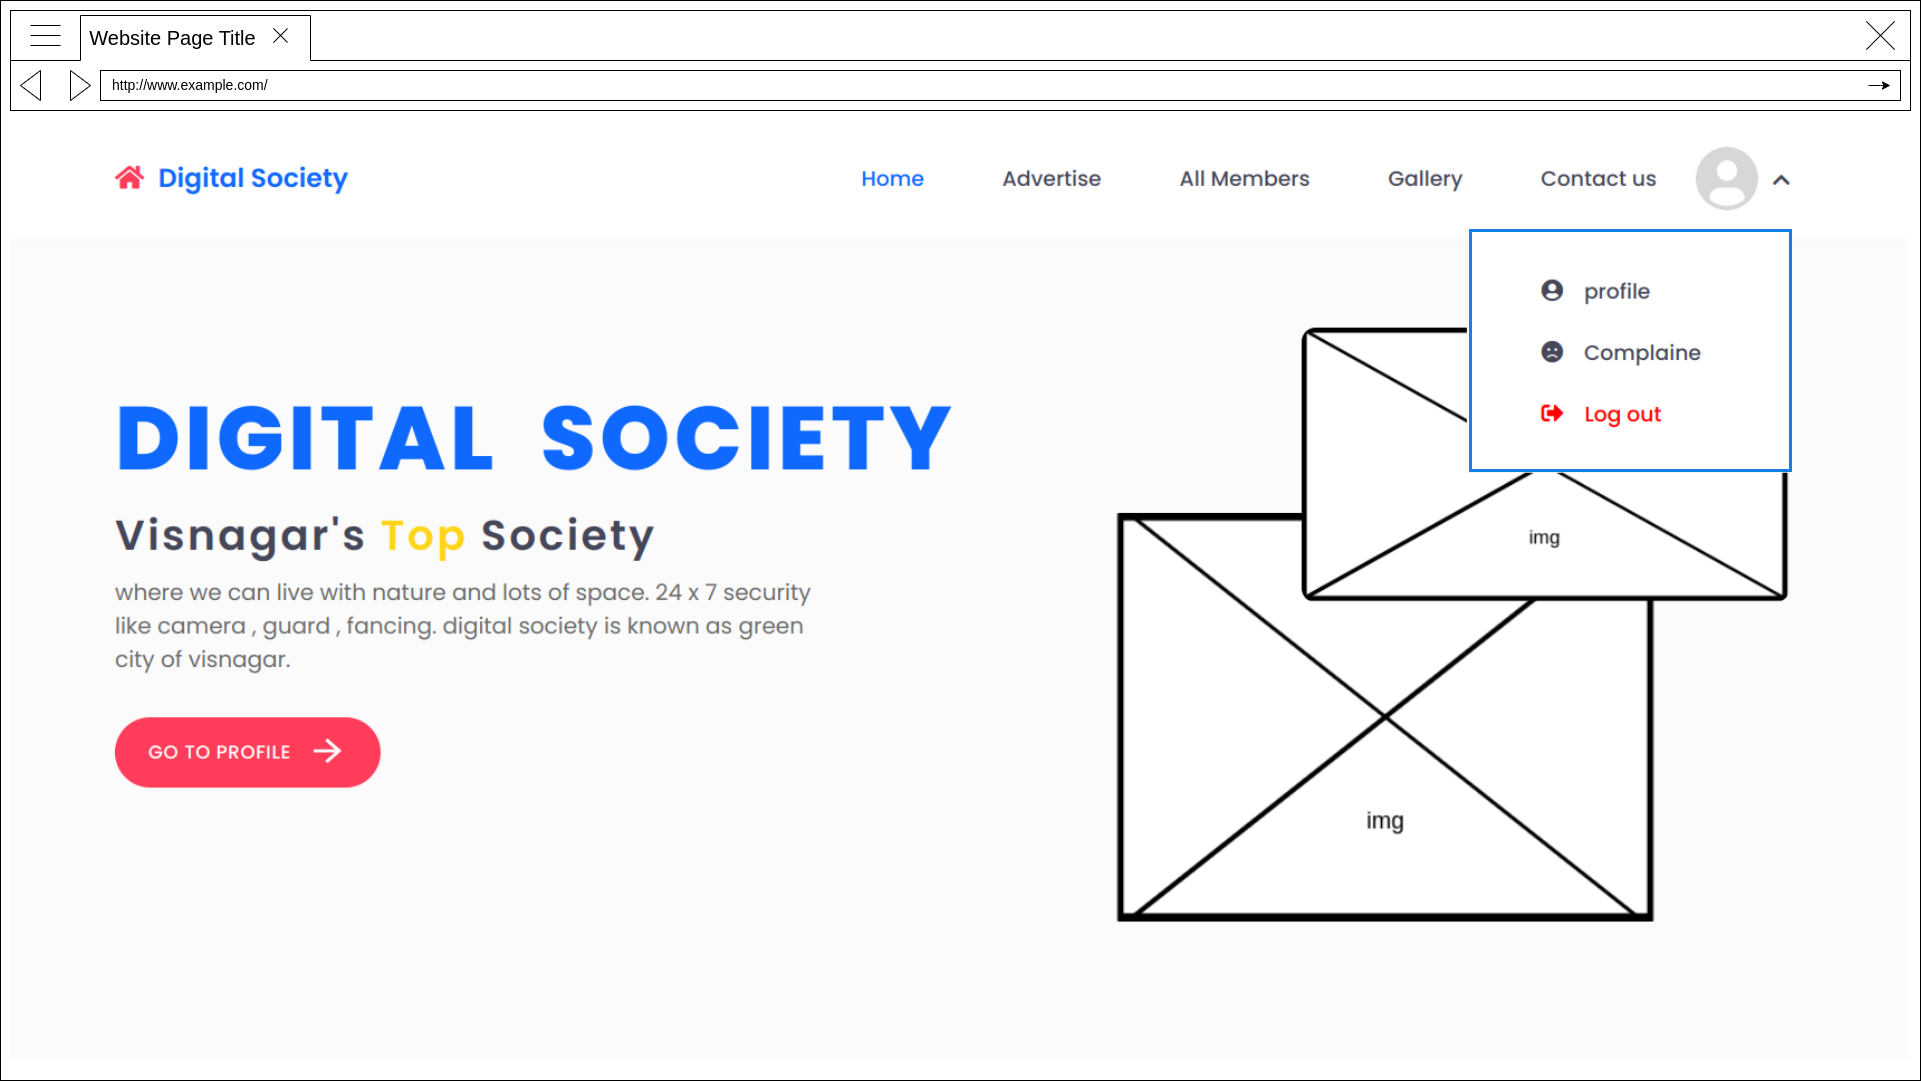 Website Page Title
http://www.example.com/
Digital Society
Home
Advertise
All Members
Gallery
Contact us
profile
Complaine
Log out
DIGITAL SOCIETY
Visnagar's Top Society
where we can live with nature and lots of space. 24 x 7 security
like camera , guard , fancing. digital society is known as green
city of visnagar.
GO TO PROFILE
img
img